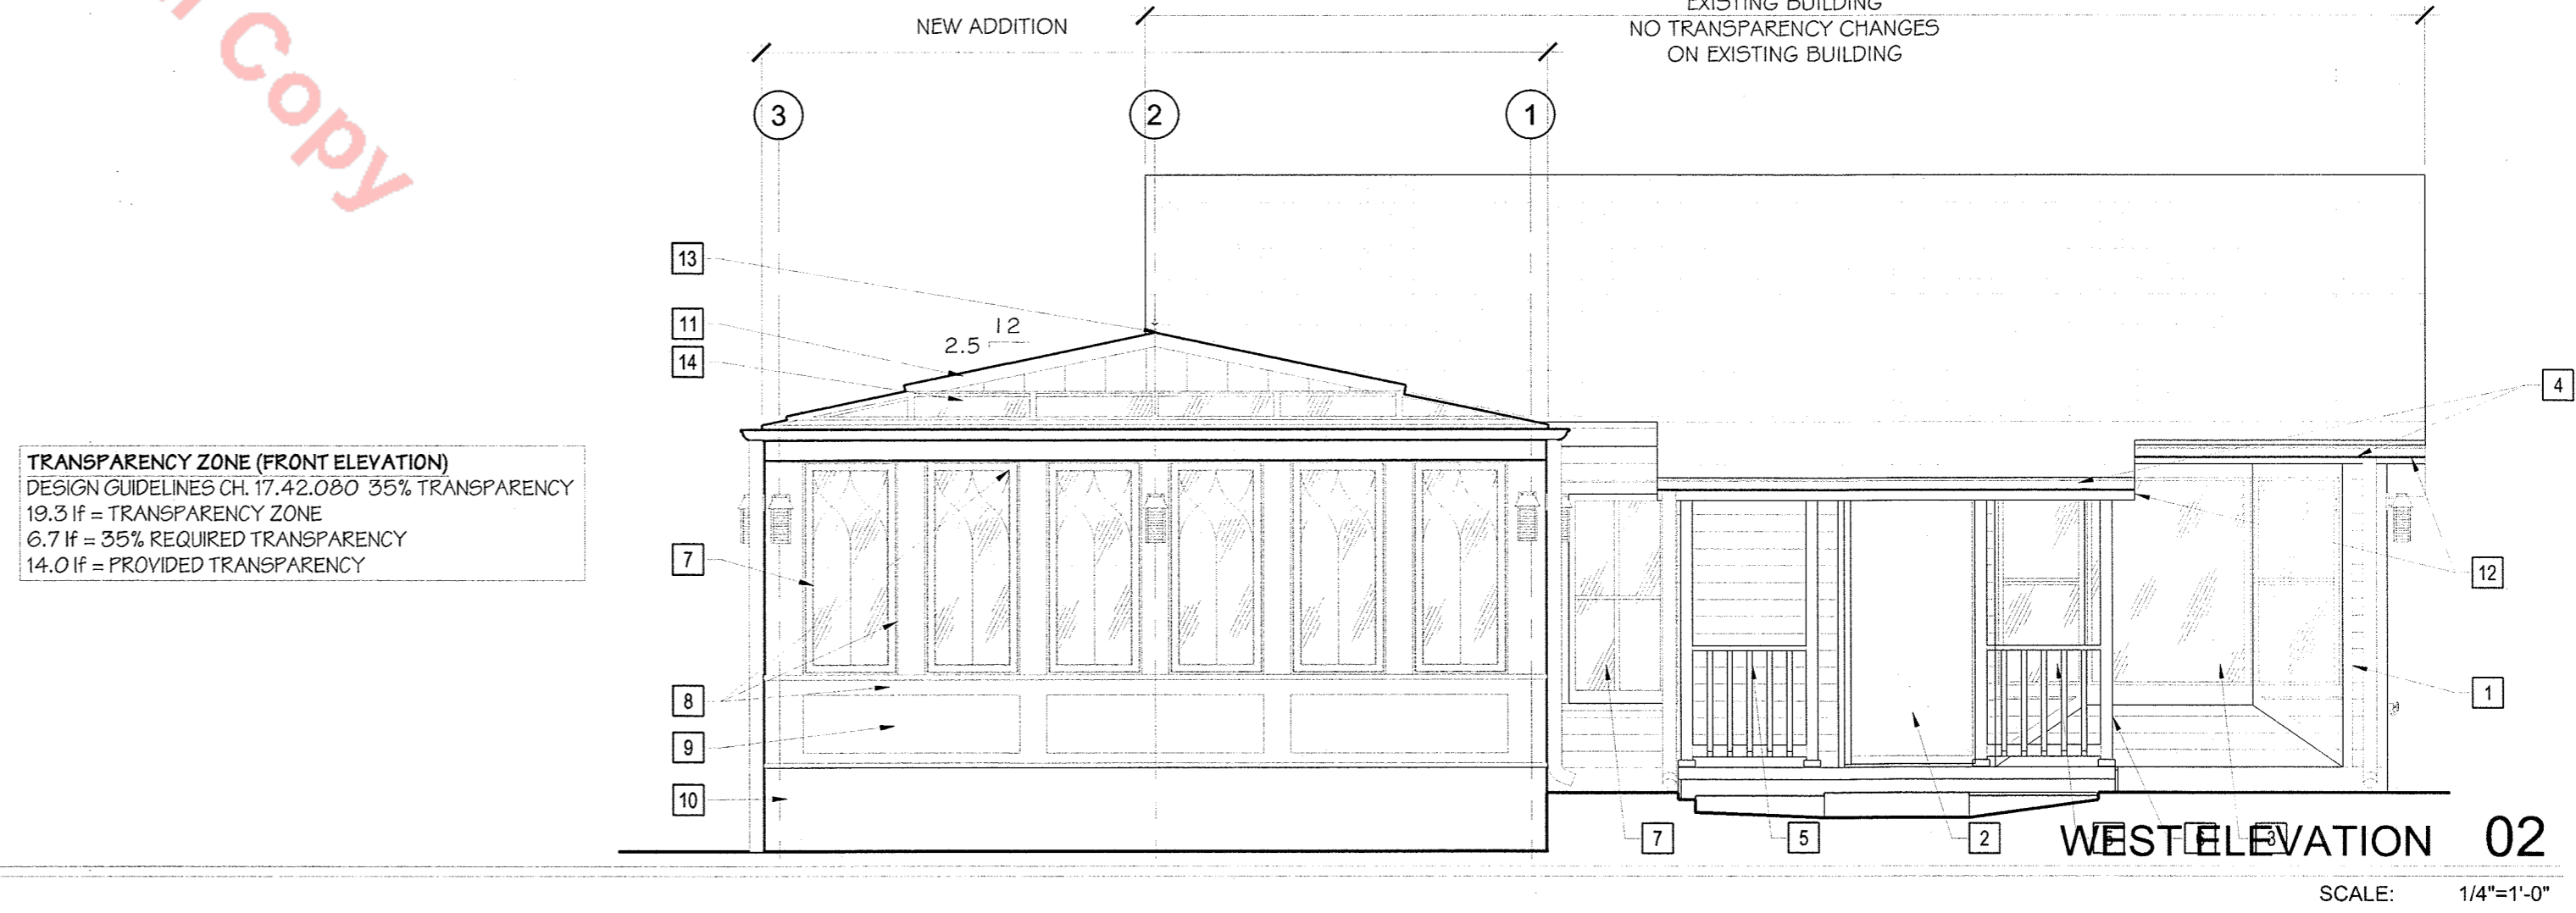 Copy
NEW ADDITION
EXISTING BUILDING
NO TRANSPARENCY CHANGES
ON EXISTING BUILDING
3
2
1
13
11
14
12
2.5
4
TRANSPARENCY ZONE (FRONT ELEVATION)
DESIGN GUIDELINES CH. 17.42.080 35% TRANSPARENCY
19.3 lf = TRANSPARENCY ZONE
6.7 lf = 35% REQUIRED TRANSPARENCY
14.0 lf = PROVIDED TRANSPARENCY
7
12
8
1
9
10
7
5
2
5
6
3
WEST ELEVATION 02
SCALE: 1/4"=1'-0"